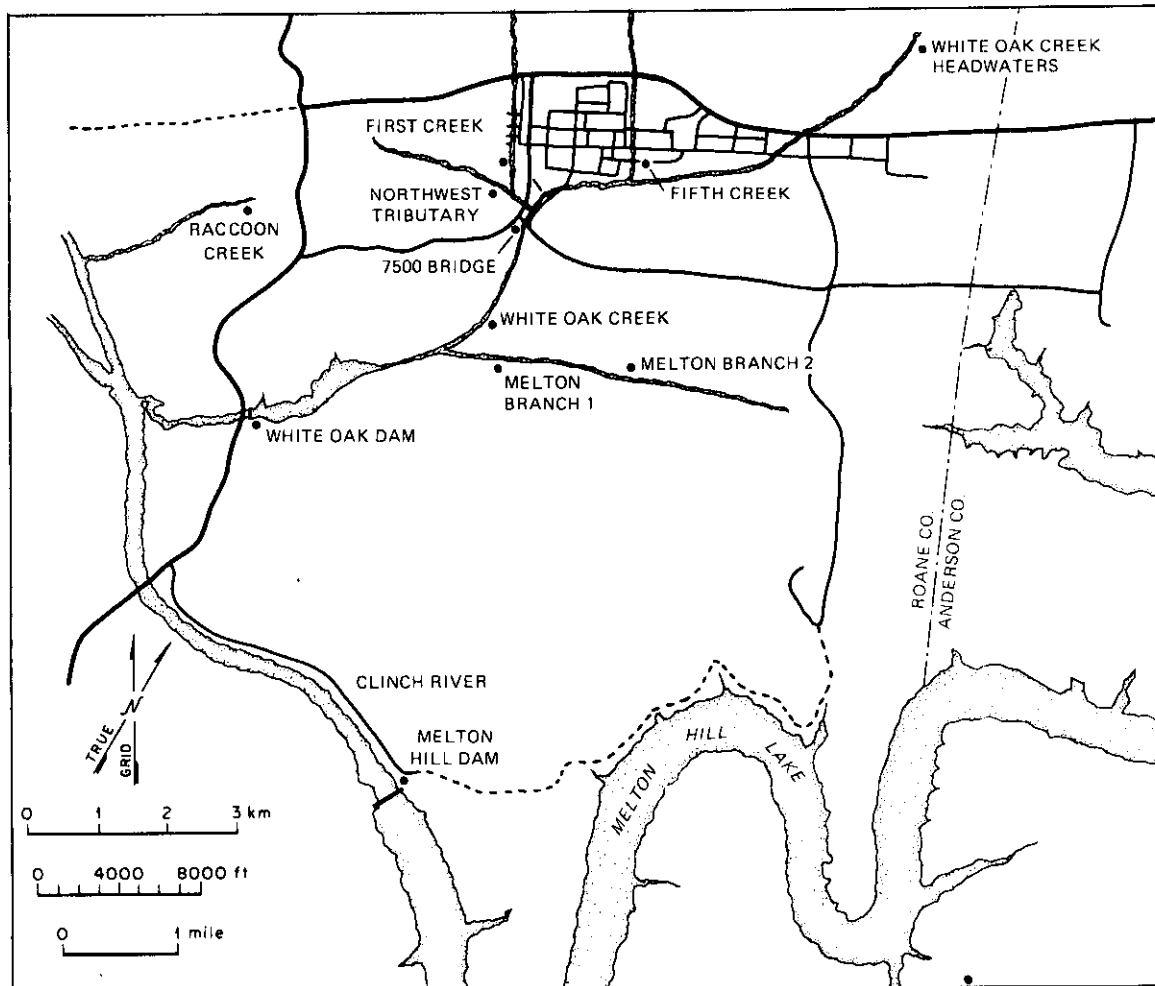 WHITE OAK CREEK
HEADWATERS
FIRST CREEK
NORTHWEST
TRIBUTARY
FIFTH CREEK
RACCOON
CREEK
7500 BRIDGE
WHITE OAK CREEK
MELTON
BRANCH 1
MELTON BRANCH 2
WHITE OAK DAM
ROANE CO.
ANDERSON CO.
CLINCH RIVER
MELTON
HILL DAM
MELTON HILL LAKE
TRUE
N
GRID
0 1 2 3 km
0 4000 8000 ft
0 1 mile